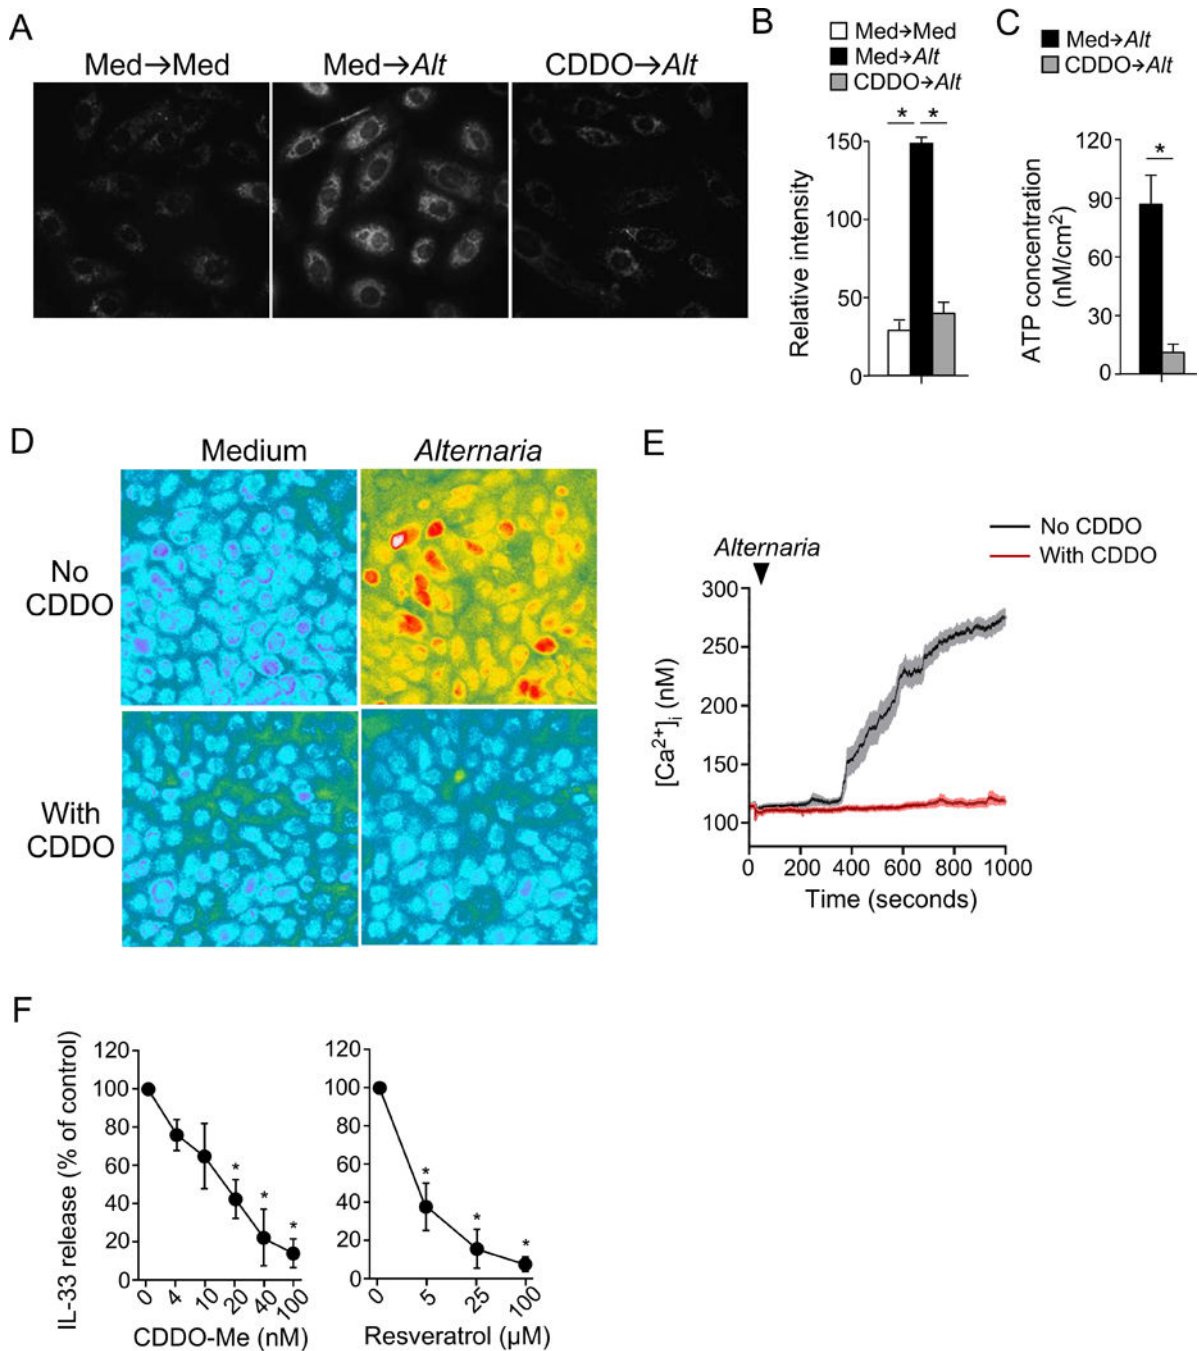 A
Med→Med
Med→Alt
CDDO→Alt
B
Med→Med
Med→Alt
CDDO→Alt
* *
Relative intensity
150
100
50
0
C
Med→Alt
CDDO→Alt
*
ATP concentration
(nM/cm²)
120
90
60
30
0
D
Medium
Alternaria
No
CDDO
With
CDDO
E
No CDDO
With CDDO
Alternaria
[Ca²⁺]ᵢ (nM)
300
250
200
150
100
0 200 400 600 800 1000
Time (seconds)
F
IL-33 release (% of control)
120
100
80
60
40
20
0
* * *
0 4 10 20 40 100
CDDO-Me (nM)
120
100
80
60
40
20
0
* * *
0 5 25 100
Resveratrol (µM)